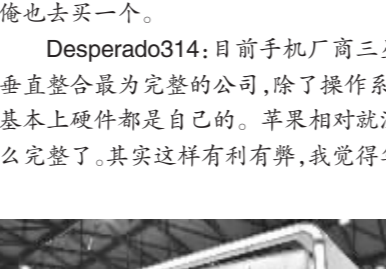 俺也去买一个。
Desperado314:目前手机厂商三
垂直整合最为完整的公司,除了操作系
基本上硬件都是自己的。苹果相对就
么完整了。其实这样有利有弊,我觉得